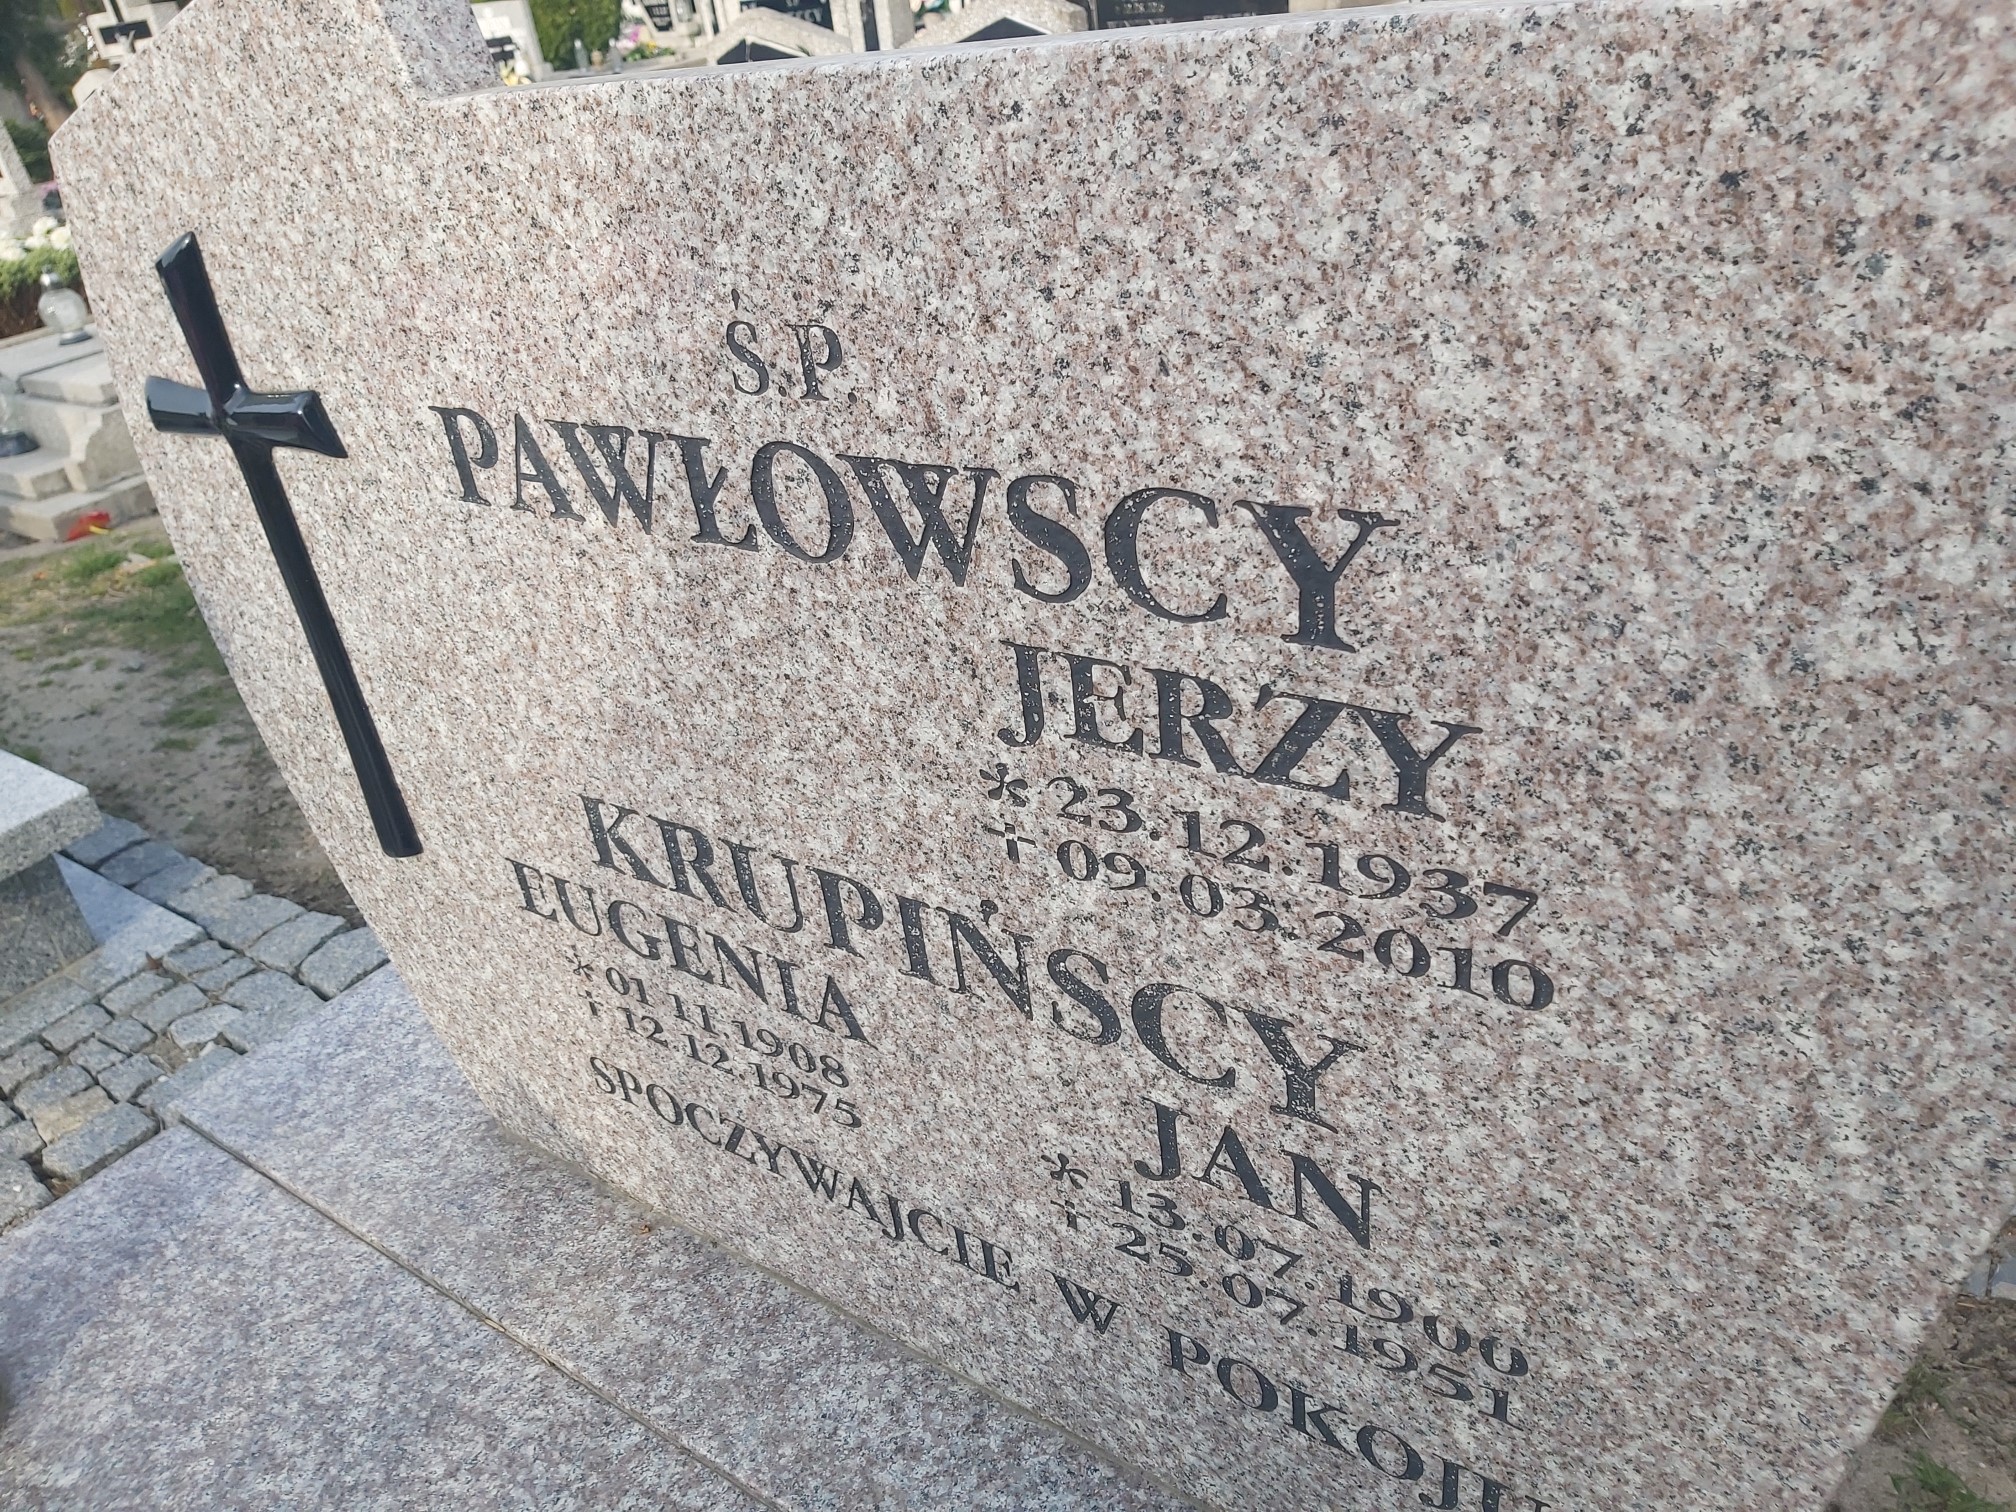 Ś.P.
PAWŁOWSCY
JERZY
* 23.12.1937
+ 09.03.2010
KRUPIŃSCY
EUGENIA
* 01 11 1908
+ 12.12.1975
JAN
* 13.07.1900
+ 25.07.1951
SPOCZYWAJCIE W POKOJU